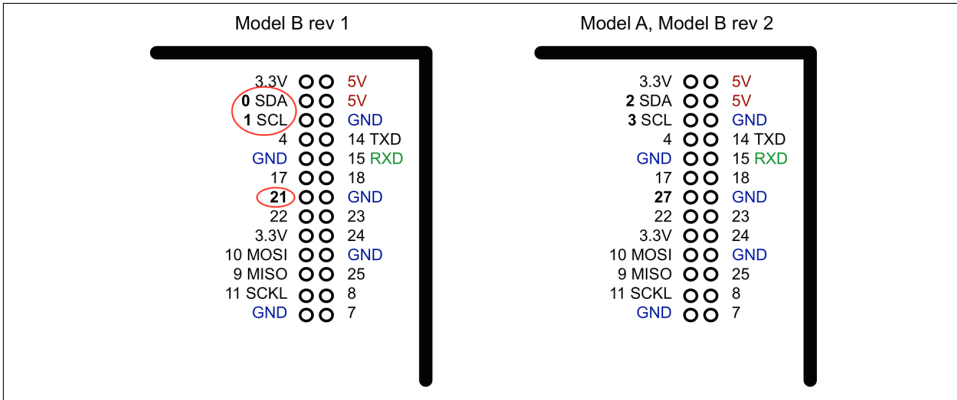 Model B rev 1
3.3V 5V
0 SDA 5V
1 SCL GND
4 14 TXD
GND 15 RXD
17 18
21 GND
22 23
3.3V 24
10 MOSI GND
9 MISO 25
11 SCKL 8
GND 7
Model A, Model B rev 2
3.3V 5V
2 SDA 5V
3 SCL GND
4 14 TXD
GND 15 RXD
17 18
27 GND
22 23
3.3V 24
10 MOSI GND
9 MISO 25
11 SCKL 8
GND 7